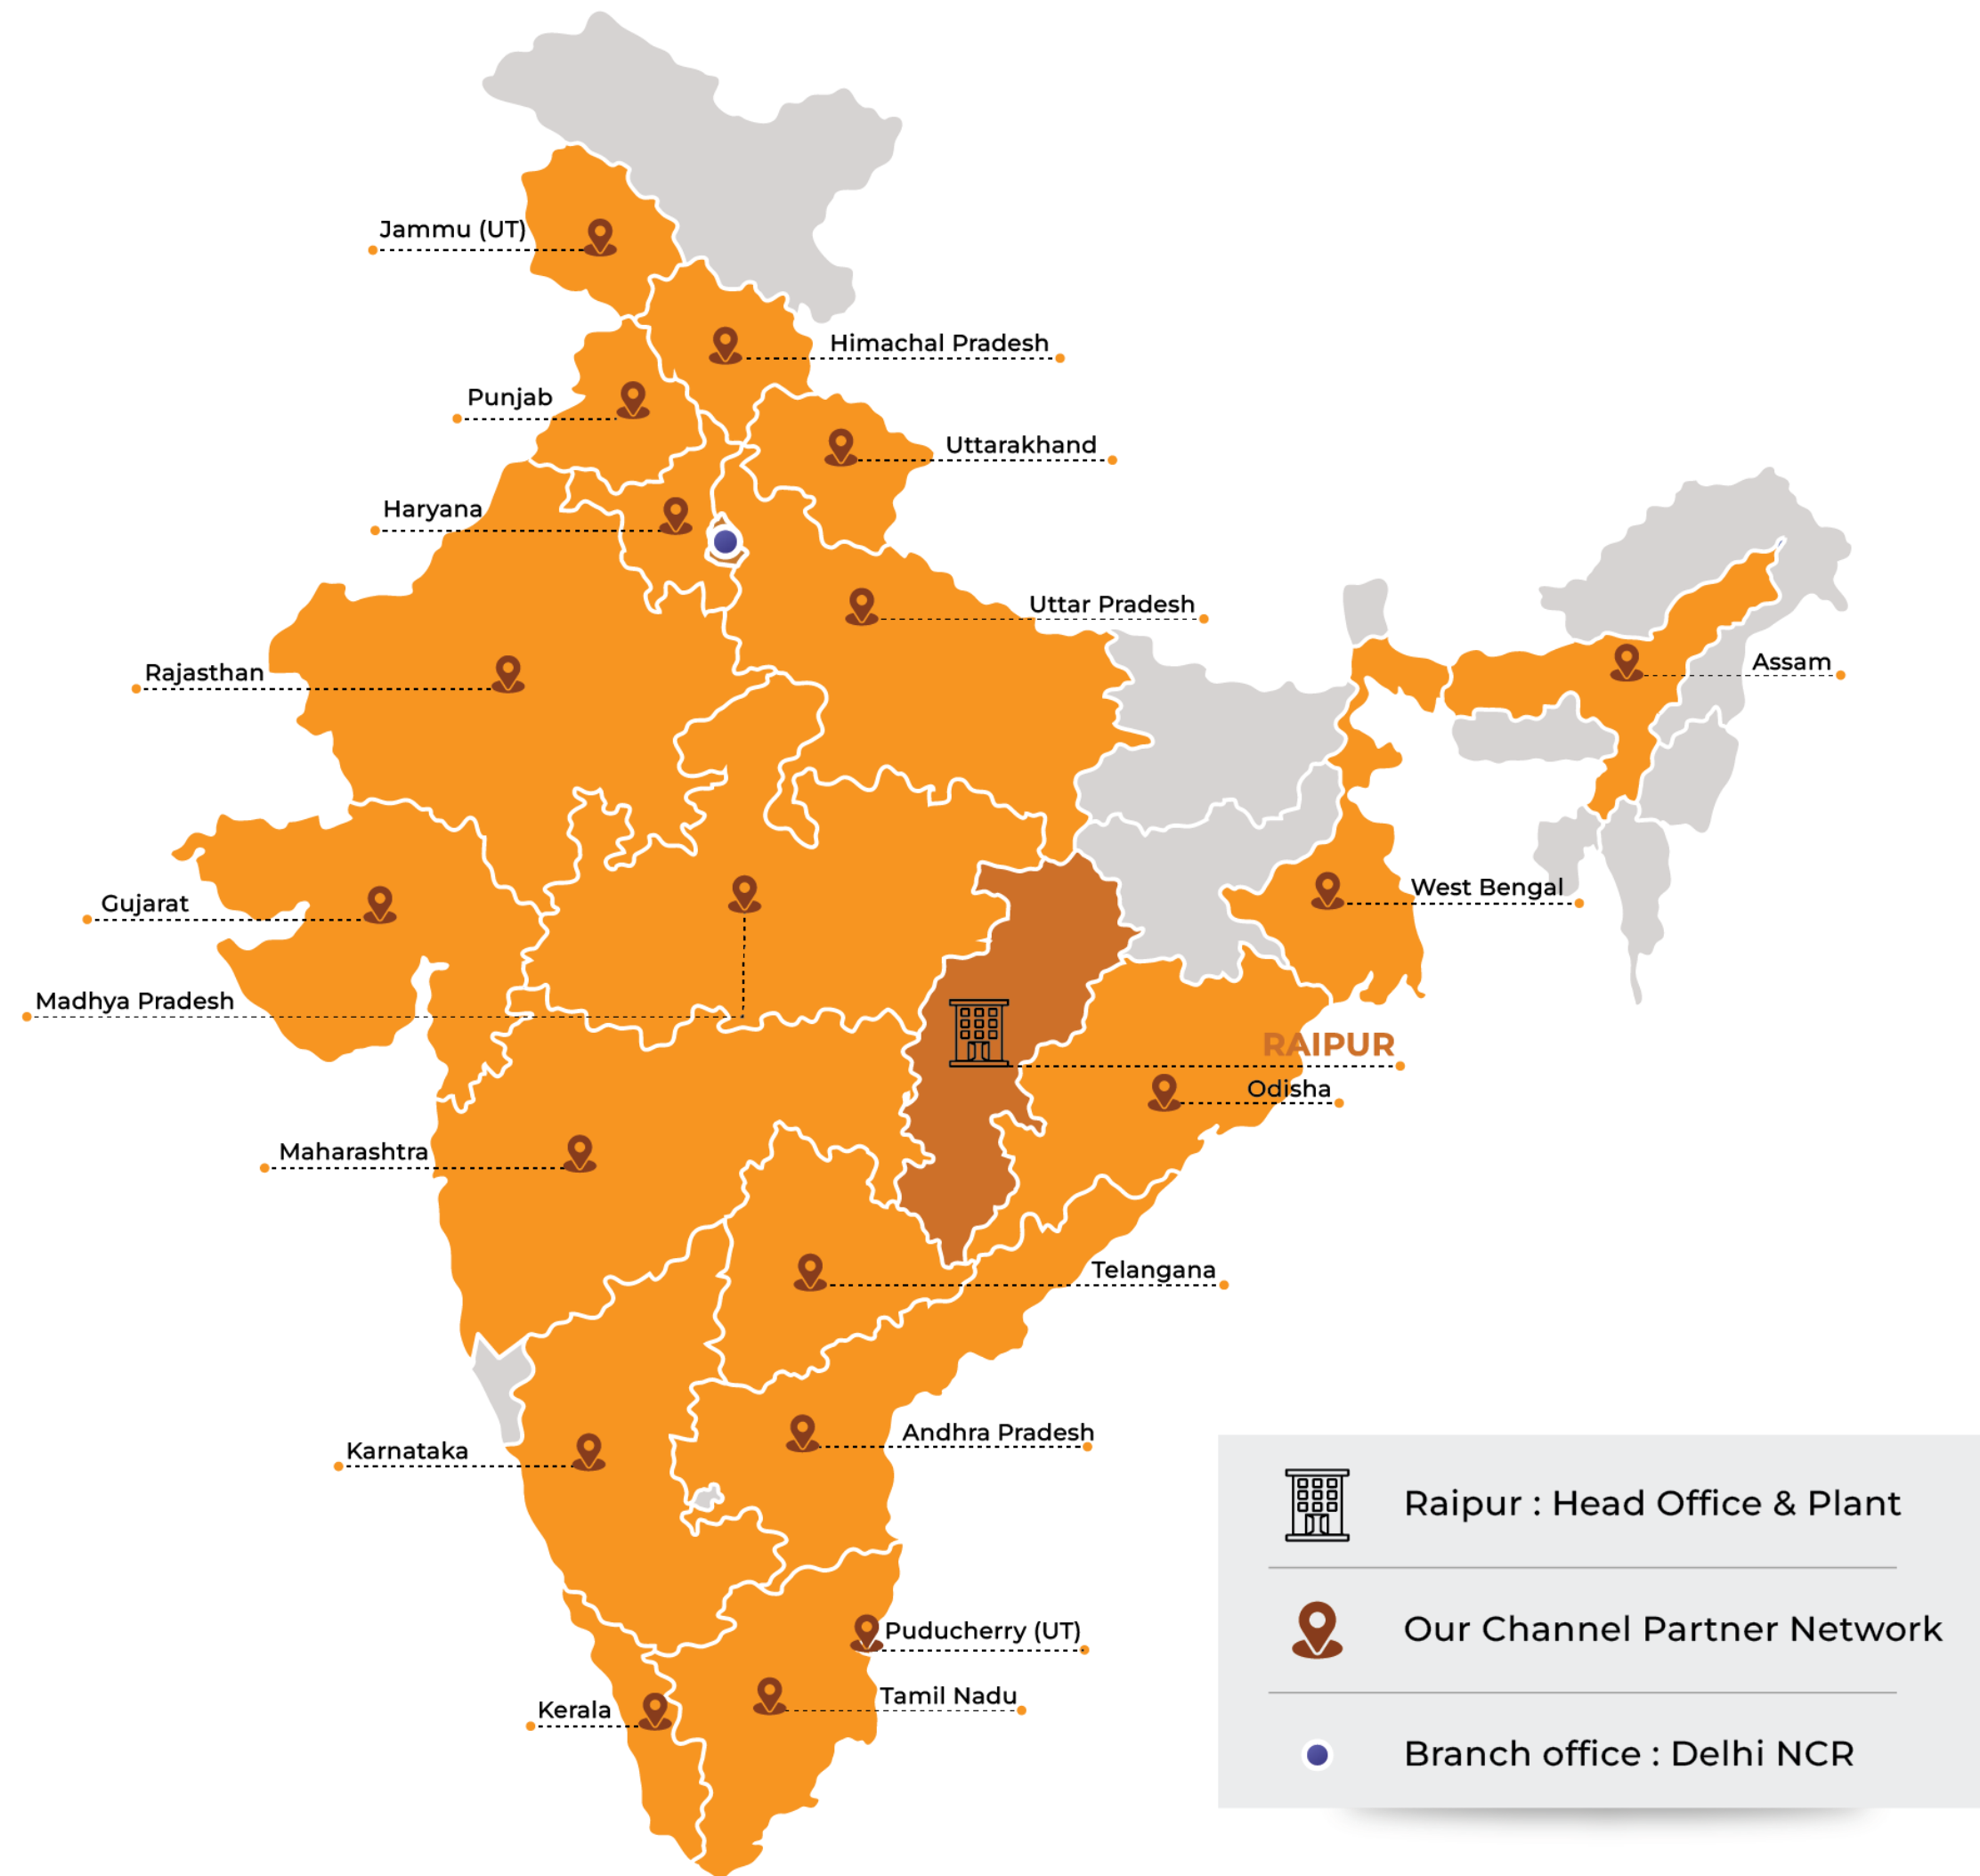 Jammu (UT)
Himachal Pradesh
Punjab
Uttarakhand
Haryana
Uttar Pradesh
Rajasthan
Assam
Gujarat
West Bengal
Madhya Pradesh
RAIPUR
Odisha
Maharashtra
Telangana
Andhra Pradesh
Karnataka
Puducherry (UT)
Tamil Nadu
Kerala
Raipur : Head Office & Plant
Our Channel Partner Network
Branch office : Delhi NCR